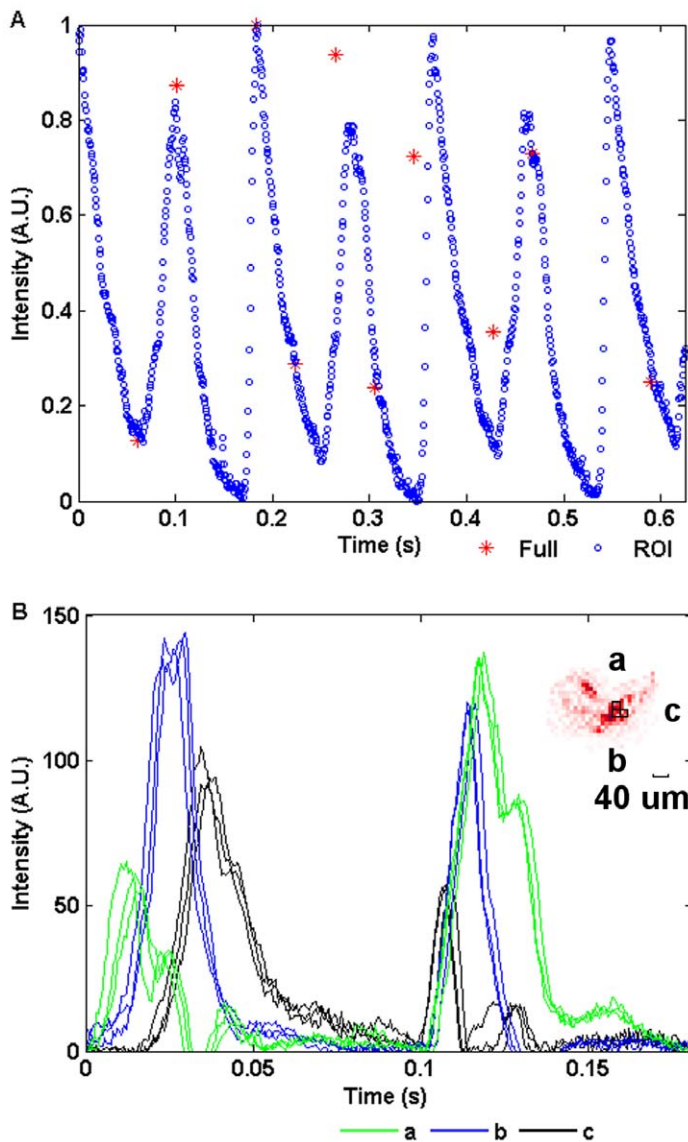 A
Intensity (A.U.)
1
0.8
0.6
0.4
0.2
0
0 0.1 0.2 0.3 0.4 0.5 0.6
Time (s)
Full ROI
B
Intensity (A.U.)
150
100
50
0
a
c
b
40 um
0 0.05 0.1 0.15
Time (s)
a b c